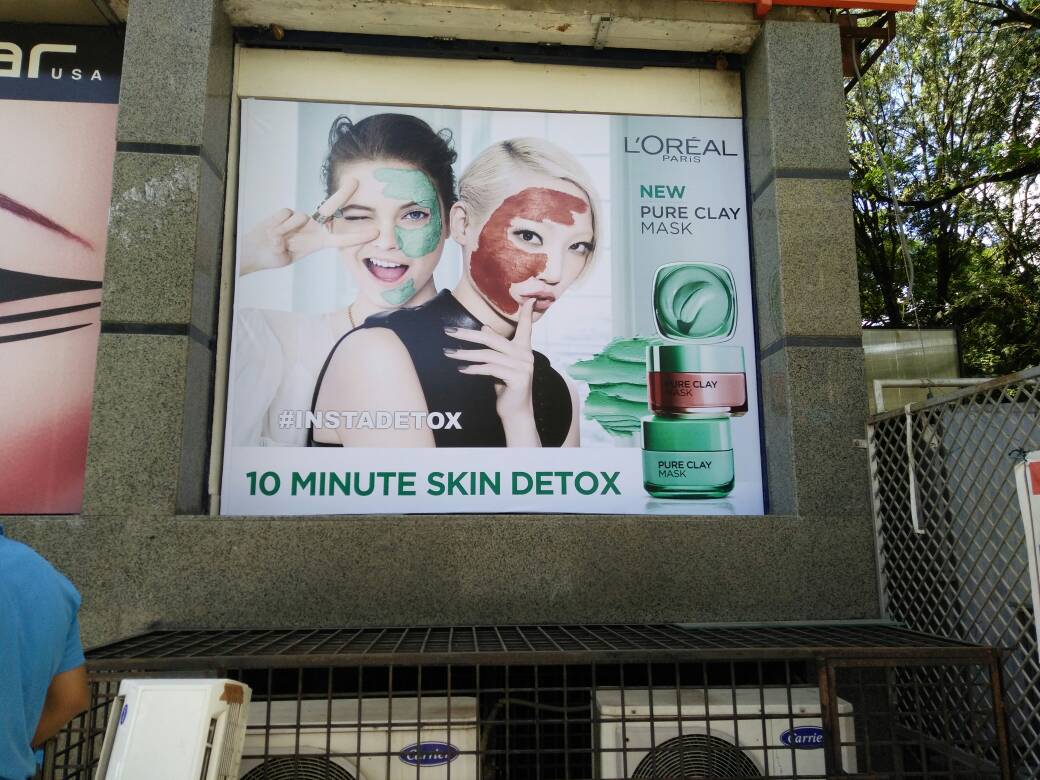 ar USA
L'ORÉAL
PARIS
NEW
PURE CLAY
MASK
PURE CLAY
MASK
PURE CLAY
MASK
#INSTADETOX
10 MINUTE SKIN DETOX
Carrier
Carrier